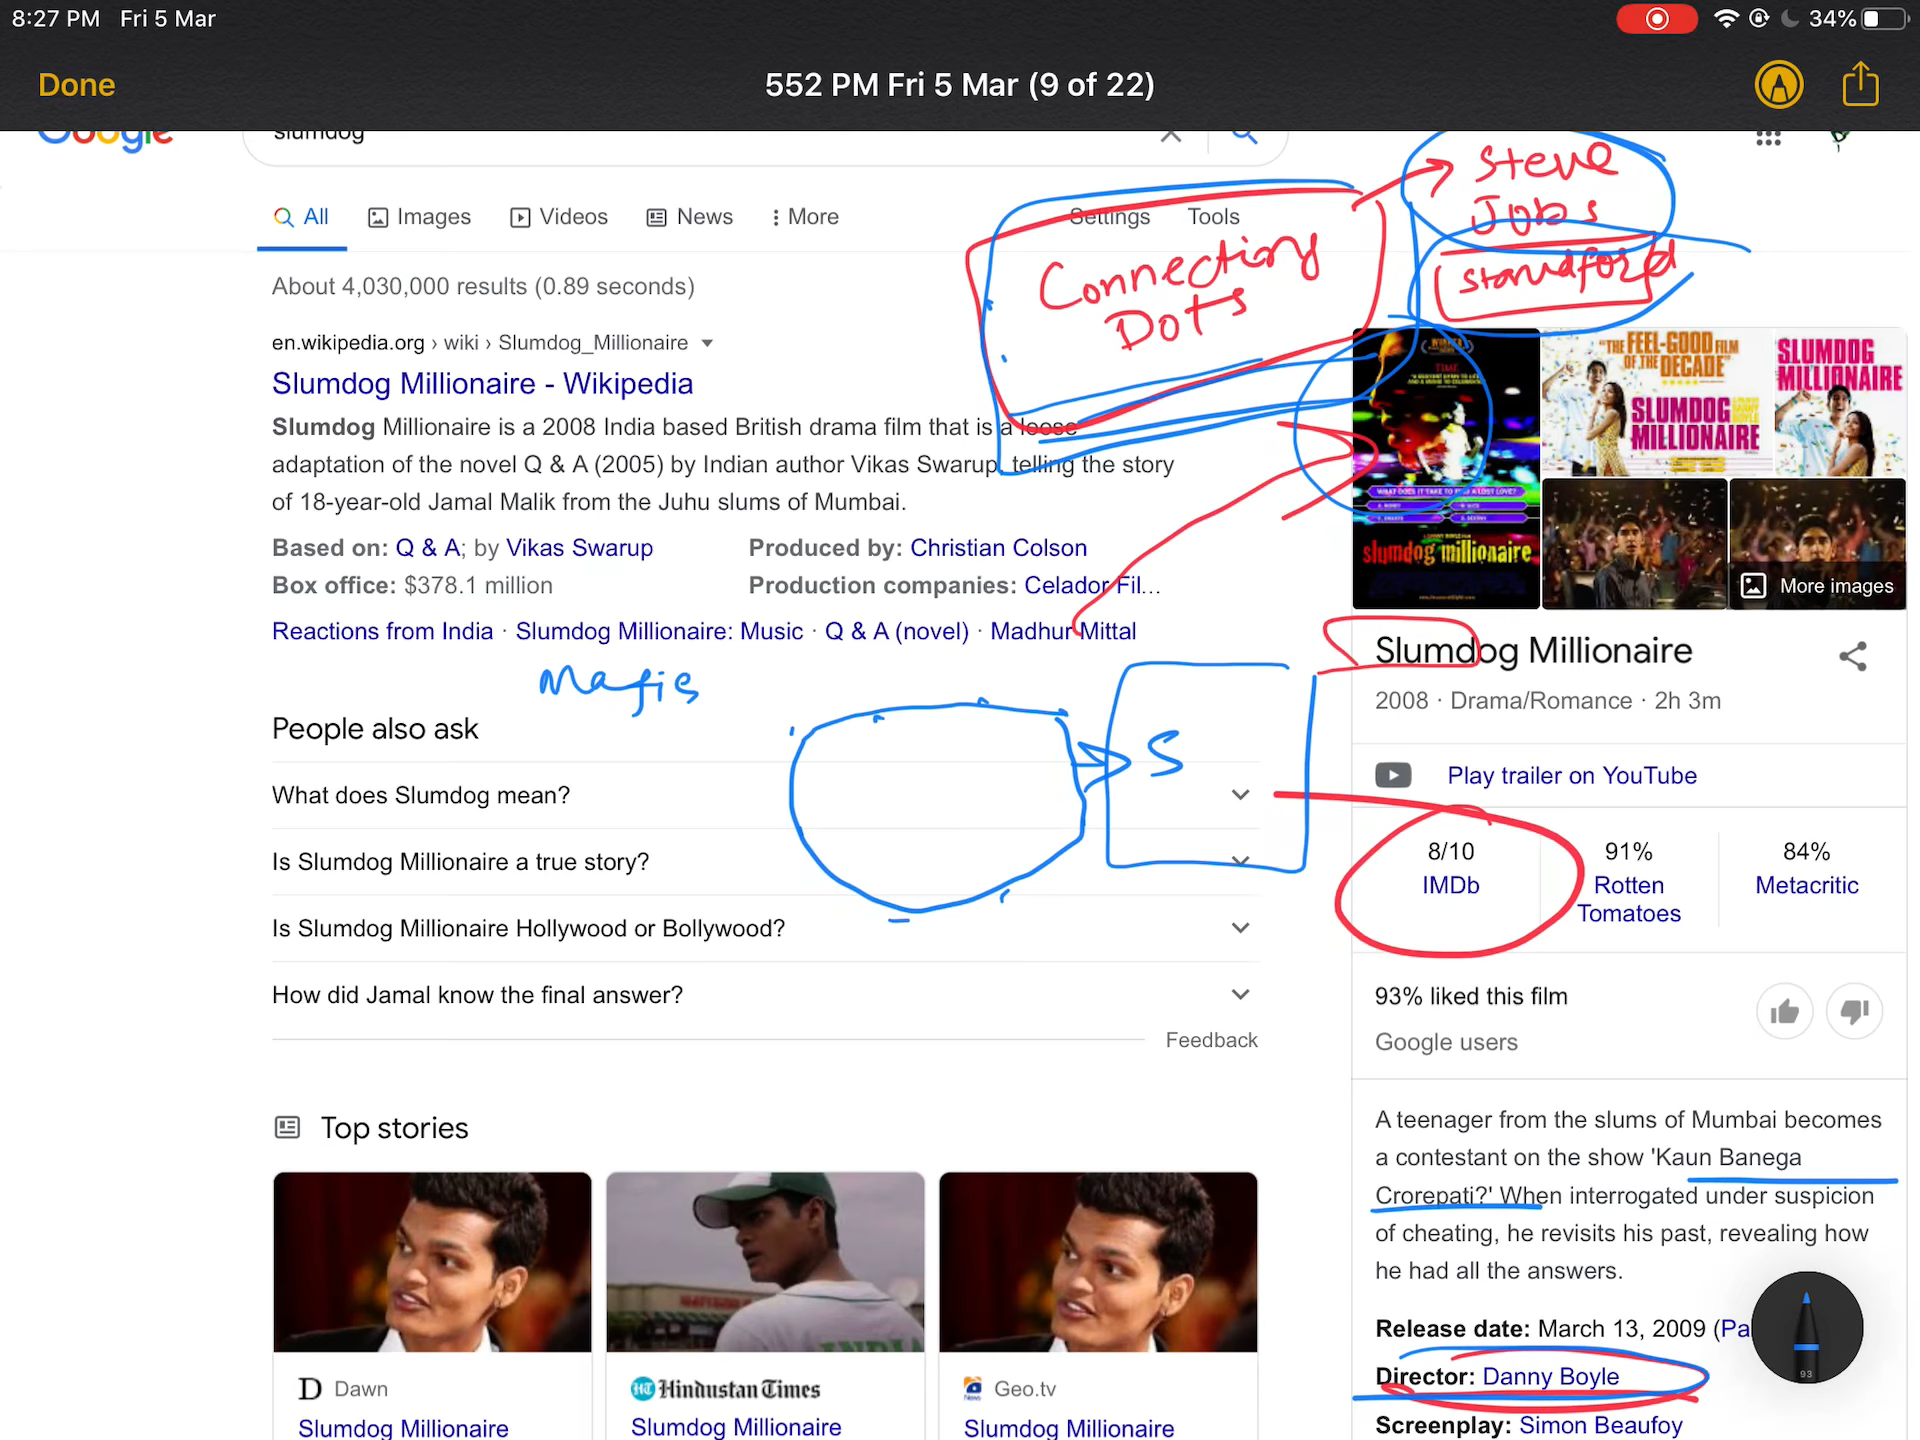 8:27 PM Fri 5 Mar
34%
Done
552 PM Fri 5 Mar (9 of 22)
Google
slumdog
Steve
Jobs
Standford
All Images Videos News More Settings Tools
Connecting
Dots
About 4,030,000 results (0.89 seconds)
en.wikipedia.org › wiki › Slumdog_Millionaire
Slumdog Millionaire - Wikipedia
Slumdog Millionaire is a 2008 India based British drama film that is a loose
adaptation of the novel Q & A (2005) by Indian author Vikas Swarup, telling the story
of 18-year-old Jamal Malik from the Juhu slums of Mumbai.
Based on: Q & A; by Vikas Swarup Produced by: Christian Colson
Box office: $378.1 million Production companies: Celador Fil...
Reactions from India · Slumdog Millionaire: Music · Q & A (novel) · Madhur Mittal
S
People also ask
What does Slumdog mean?
Is Slumdog Millionaire a true story?
Is Slumdog Millionaire Hollywood or Bollywood?
How did Jamal know the final answer?
Feedback
Top stories
Dawn
Slumdog Millionaire
Hindustan Times
Slumdog Millionaire
Geo.tv
Slumdog Millionaire
WHAT DOES IT TAKE TO FIND A LOST LOVE?
slumdog millionaire
"THE FEEL-GOOD FILM
OF THE DECADE"
SLUMDOG
MILLIONAIRE
SLUMDOG
MILLIONAIRE
More images
Slumdog Millionaire
2008 · Drama/Romance · 2h 3m
Play trailer on YouTube
8/10 91% 84%
IMDb Rotten Metacritic
Tomatoes
93% liked this film
Google users
A teenager from the slums of Mumbai becomes
a contestant on the show 'Kaun Banega
Crorepati?' When interrogated under suspicion
of cheating, he revisits his past, revealing how
he had all the answers.
Release date: March 13, 2009 (Pa
Director: Danny Boyle
Screenplay: Simon Beaufoy
93